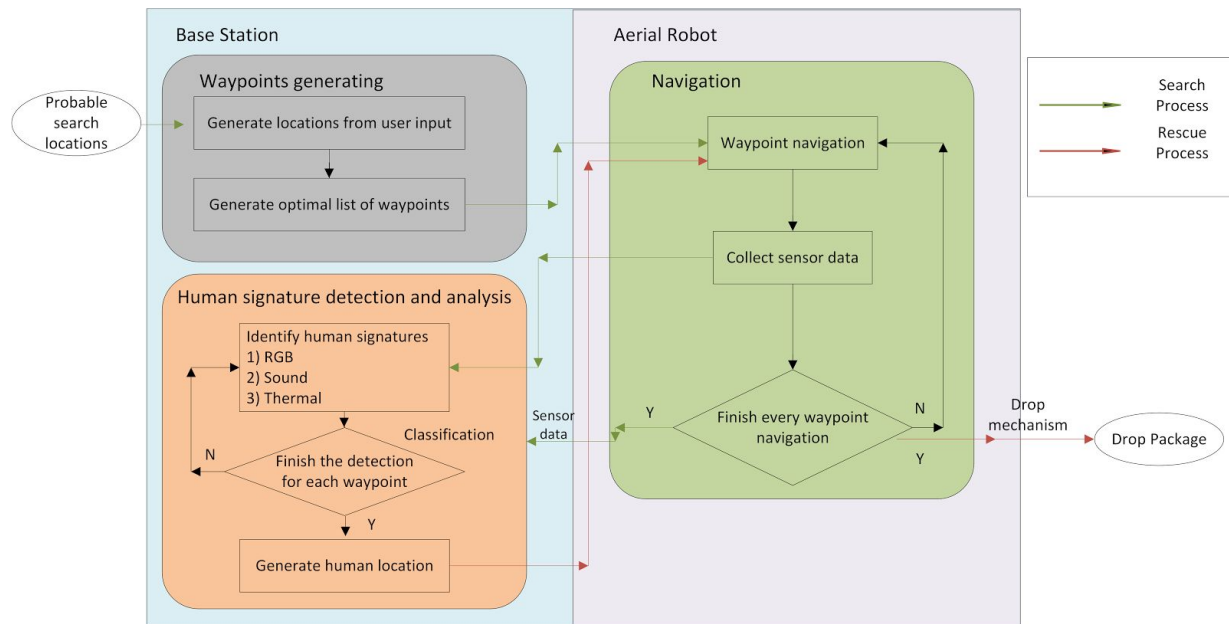 Base Station
Aerial Robot
Waypoints generating
Probable
search
locations
Generate locations from user input
Generate optimal list of waypoints
Navigation
Waypoint navigation
Collect sensor data
Search
Process
Rescue
Process
Human signature detection and analysis
Identify human signatures
1) RGB
2) Sound
3) Thermal
Classification
N
Finish the detection
for each waypoint
Y
Generate human location
Sensor
data
Y
Finish every waypoint
navigation
N
Y
Drop
mechanism
Drop Package